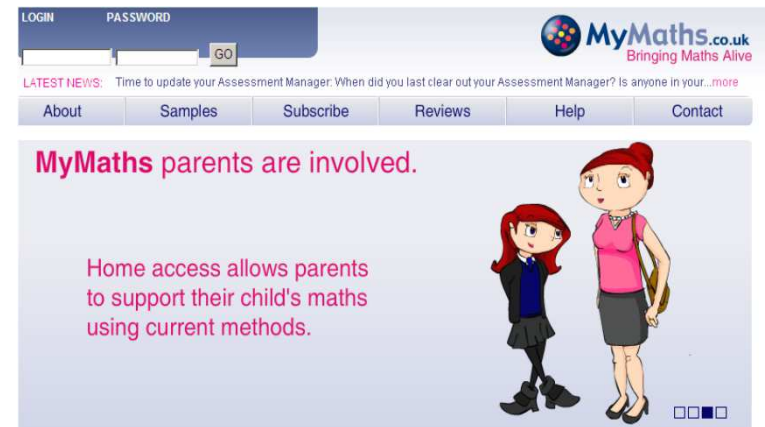 LOGIN PASSWORD
GO
MyMaths.co.uk
Bringing Maths Alive
LATEST NEWS: Time to update your Assessment Manager: When did you last clear out your Assessment Manager? Is anyone in your...more
About Samples Subscribe Reviews Help Contact
MyMaths parents are involved.
Home access allows parents
to support their child's maths
using current methods.